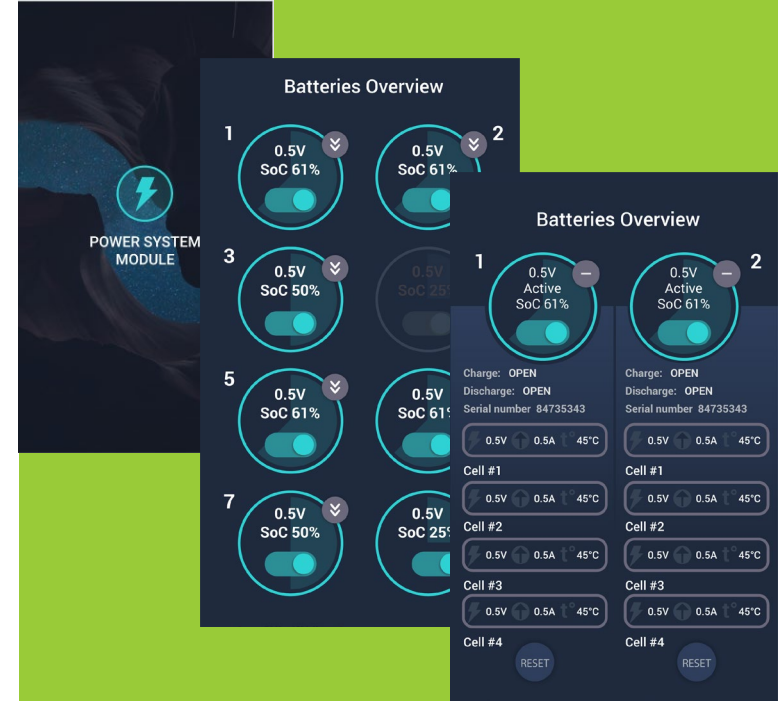 POWER SYSTEM
MODULE
Batteries Overview
1
0.5V
SoC 61%
2
0.5V
SoC 61%
3
0.5V
SoC 50%
0.5V
SoC 25
5
0.5V
SoC 61%
0.5V
SoC 61
7
0.5V
SoC 50%
0.5V
SoC 25
Batteries Overview
1
0.5V
Active
SoC 61%
Charge: OPEN
Discharge: OPEN
Serial number 84735343
0.5V 0.5A t° 45°C
Cell #1
0.5V 0.5A t° 45°C
Cell #2
0.5V 0.5A t° 45°C
Cell #3
0.5V 0.5A t° 45°C
Cell #4
RESET
2
0.5V
Active
SoC 61%
Charge: OPEN
Discharge: OPEN
Serial number 84735343
0.5V 0.5A t° 45°C
Cell #1
0.5V 0.5A t° 45°C
Cell #2
0.5V 0.5A t° 45°C
Cell #3
0.5V 0.5A t° 45°C
Cell #4
RESET